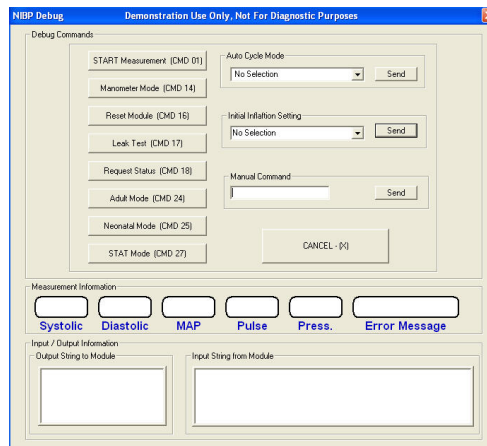 NIBP Debug Demonstration Use Only, Not For Diagnostic Purposes
Debug Commands
START Measurement (CMD 01)
Manometer Mode (CMD 14)
Reset Module (CMD 16)
Leak Test (CMD 17)
Request Status (CMD 18)
Adult Mode (CMD 24)
Neonatal Mode (CMD 25)
STAT Mode (CMD 27)
Auto Cycle Mode
No Selection Send
Initial Inflaltion Setting
No Selection Send
Manual Command
Send
CANCEL - (X)
Measurement Information
Systolic Diastolic MAP Pulse Press. Error Message
Input / Output Information
Output String to Module
Input String from Module